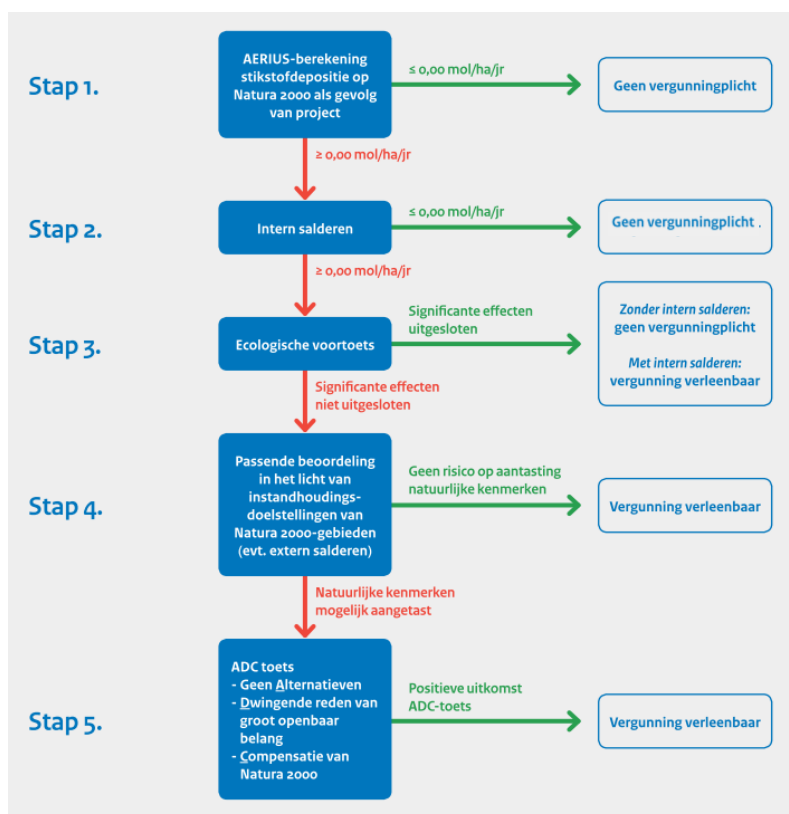 Stap 1.
AERIUS-berekening
stikstofdepositie op
Natura 2000 als gevolg
van project
≤ 0,00 mol/ha/jr
Geen vergunningplicht
≥ 0,00 mol/ha/jr
Stap 2.
Intern salderen
≤ 0,00 mol/ha/jr
Geen vergunningplicht .
≥ 0,00 mol/ha/jr
Stap 3.
Ecologische voortoets
Significante effecten
uitgesloten
Zonder intern salderen:
geen vergunningplicht
Met intern salderen:
vergunning verleenbaar
Significante effecten
niet uitgesloten
Stap 4.
Passende beoordeling
in het licht van
instandhoudings-
doelstellingen van
Natura 2000-gebieden
(evt. extern salderen)
Geen risico op aantasting
natuurlijke kenmerken
Vergunning verleenbaar
Natuurlijke kenmerken
mogelijk aangetast
Stap 5.
ADC toets
- Geen Alternatieven
- Dwingende reden van
groot openbaar
belang
- Compensatie van
Natura 2000
Positieve uitkomst
ADC-toets
Vergunning verleenbaar